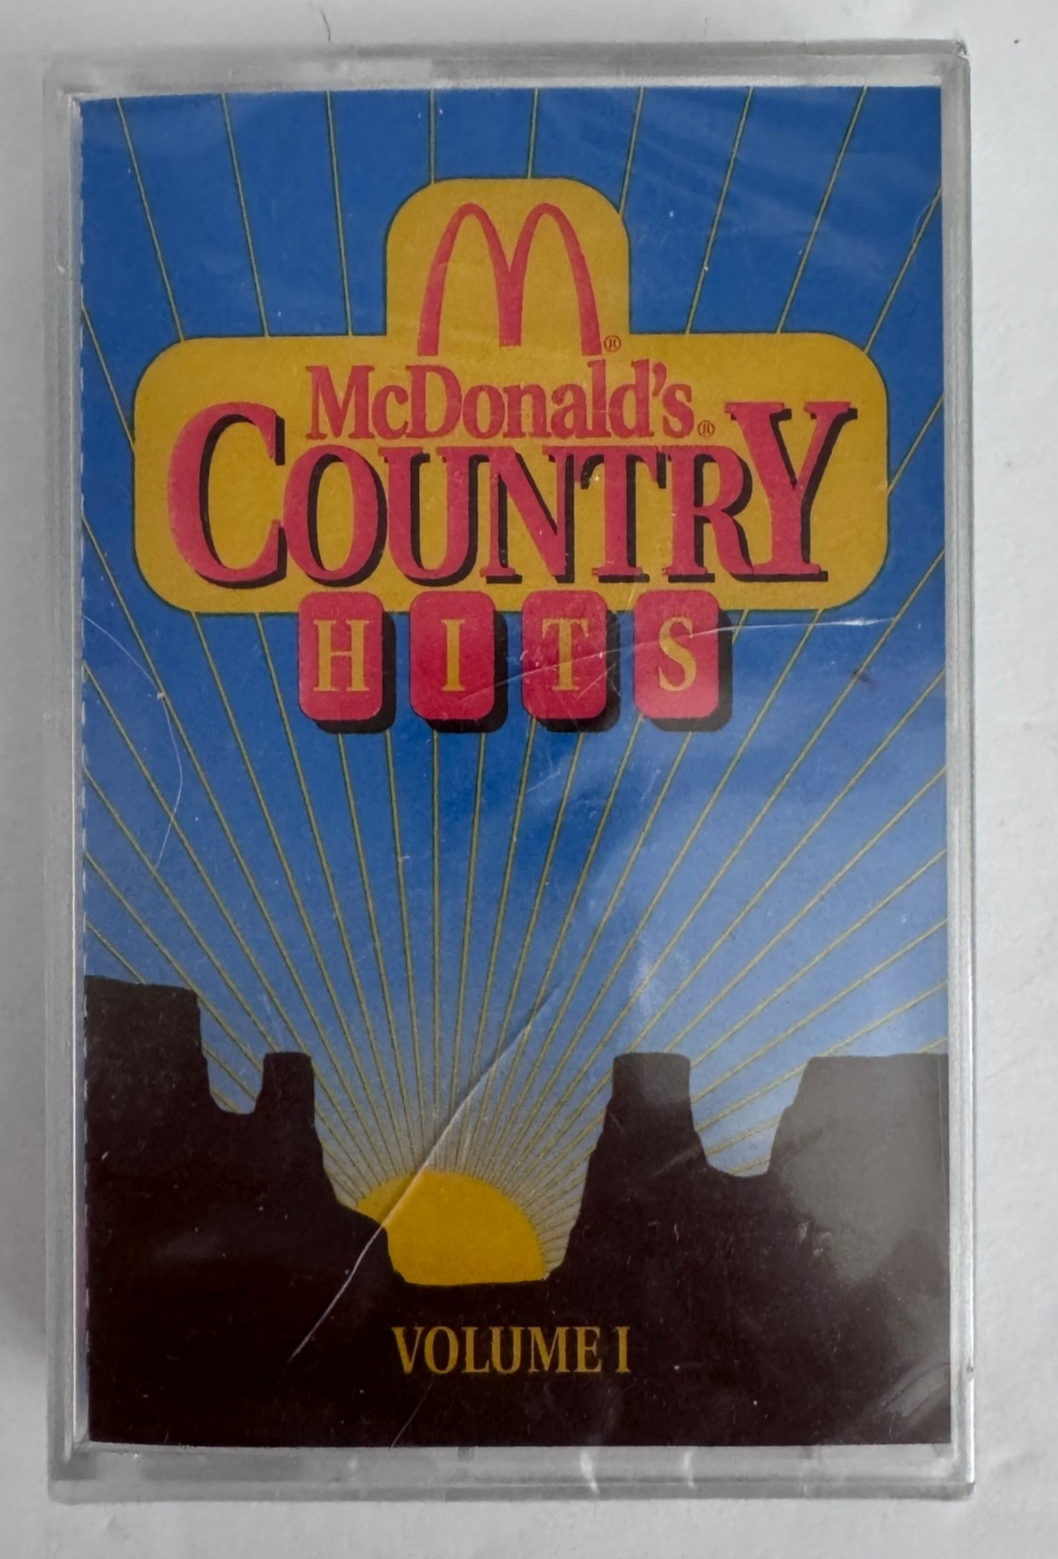 M®
McDonald's®
COUNTRY
HITS
VOLUME I